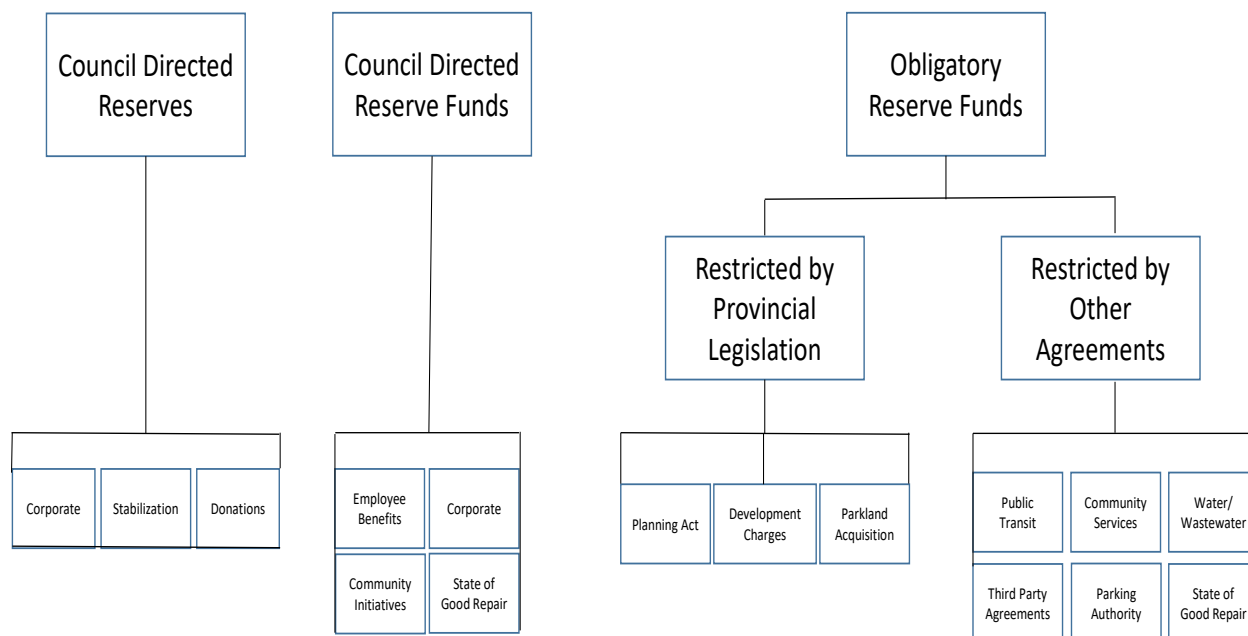 Council Directed
Reserves
Council Directed
Reserve Funds
Obligatory
Reserve Funds
Restricted by
Provincial
Legislation
Restricted by
Other
Agreements
Corporate
Stabilization
Donations
Employee
Benefits
Corporate
Community
Initiatives
State of
Good Repair
Planning Act
Development
Charges
Parkland
Acquisition
Public
Transit
Community
Services
Water/
Wastewater
Third Party
Agreements
Parking
Authority
State of
Good Repair